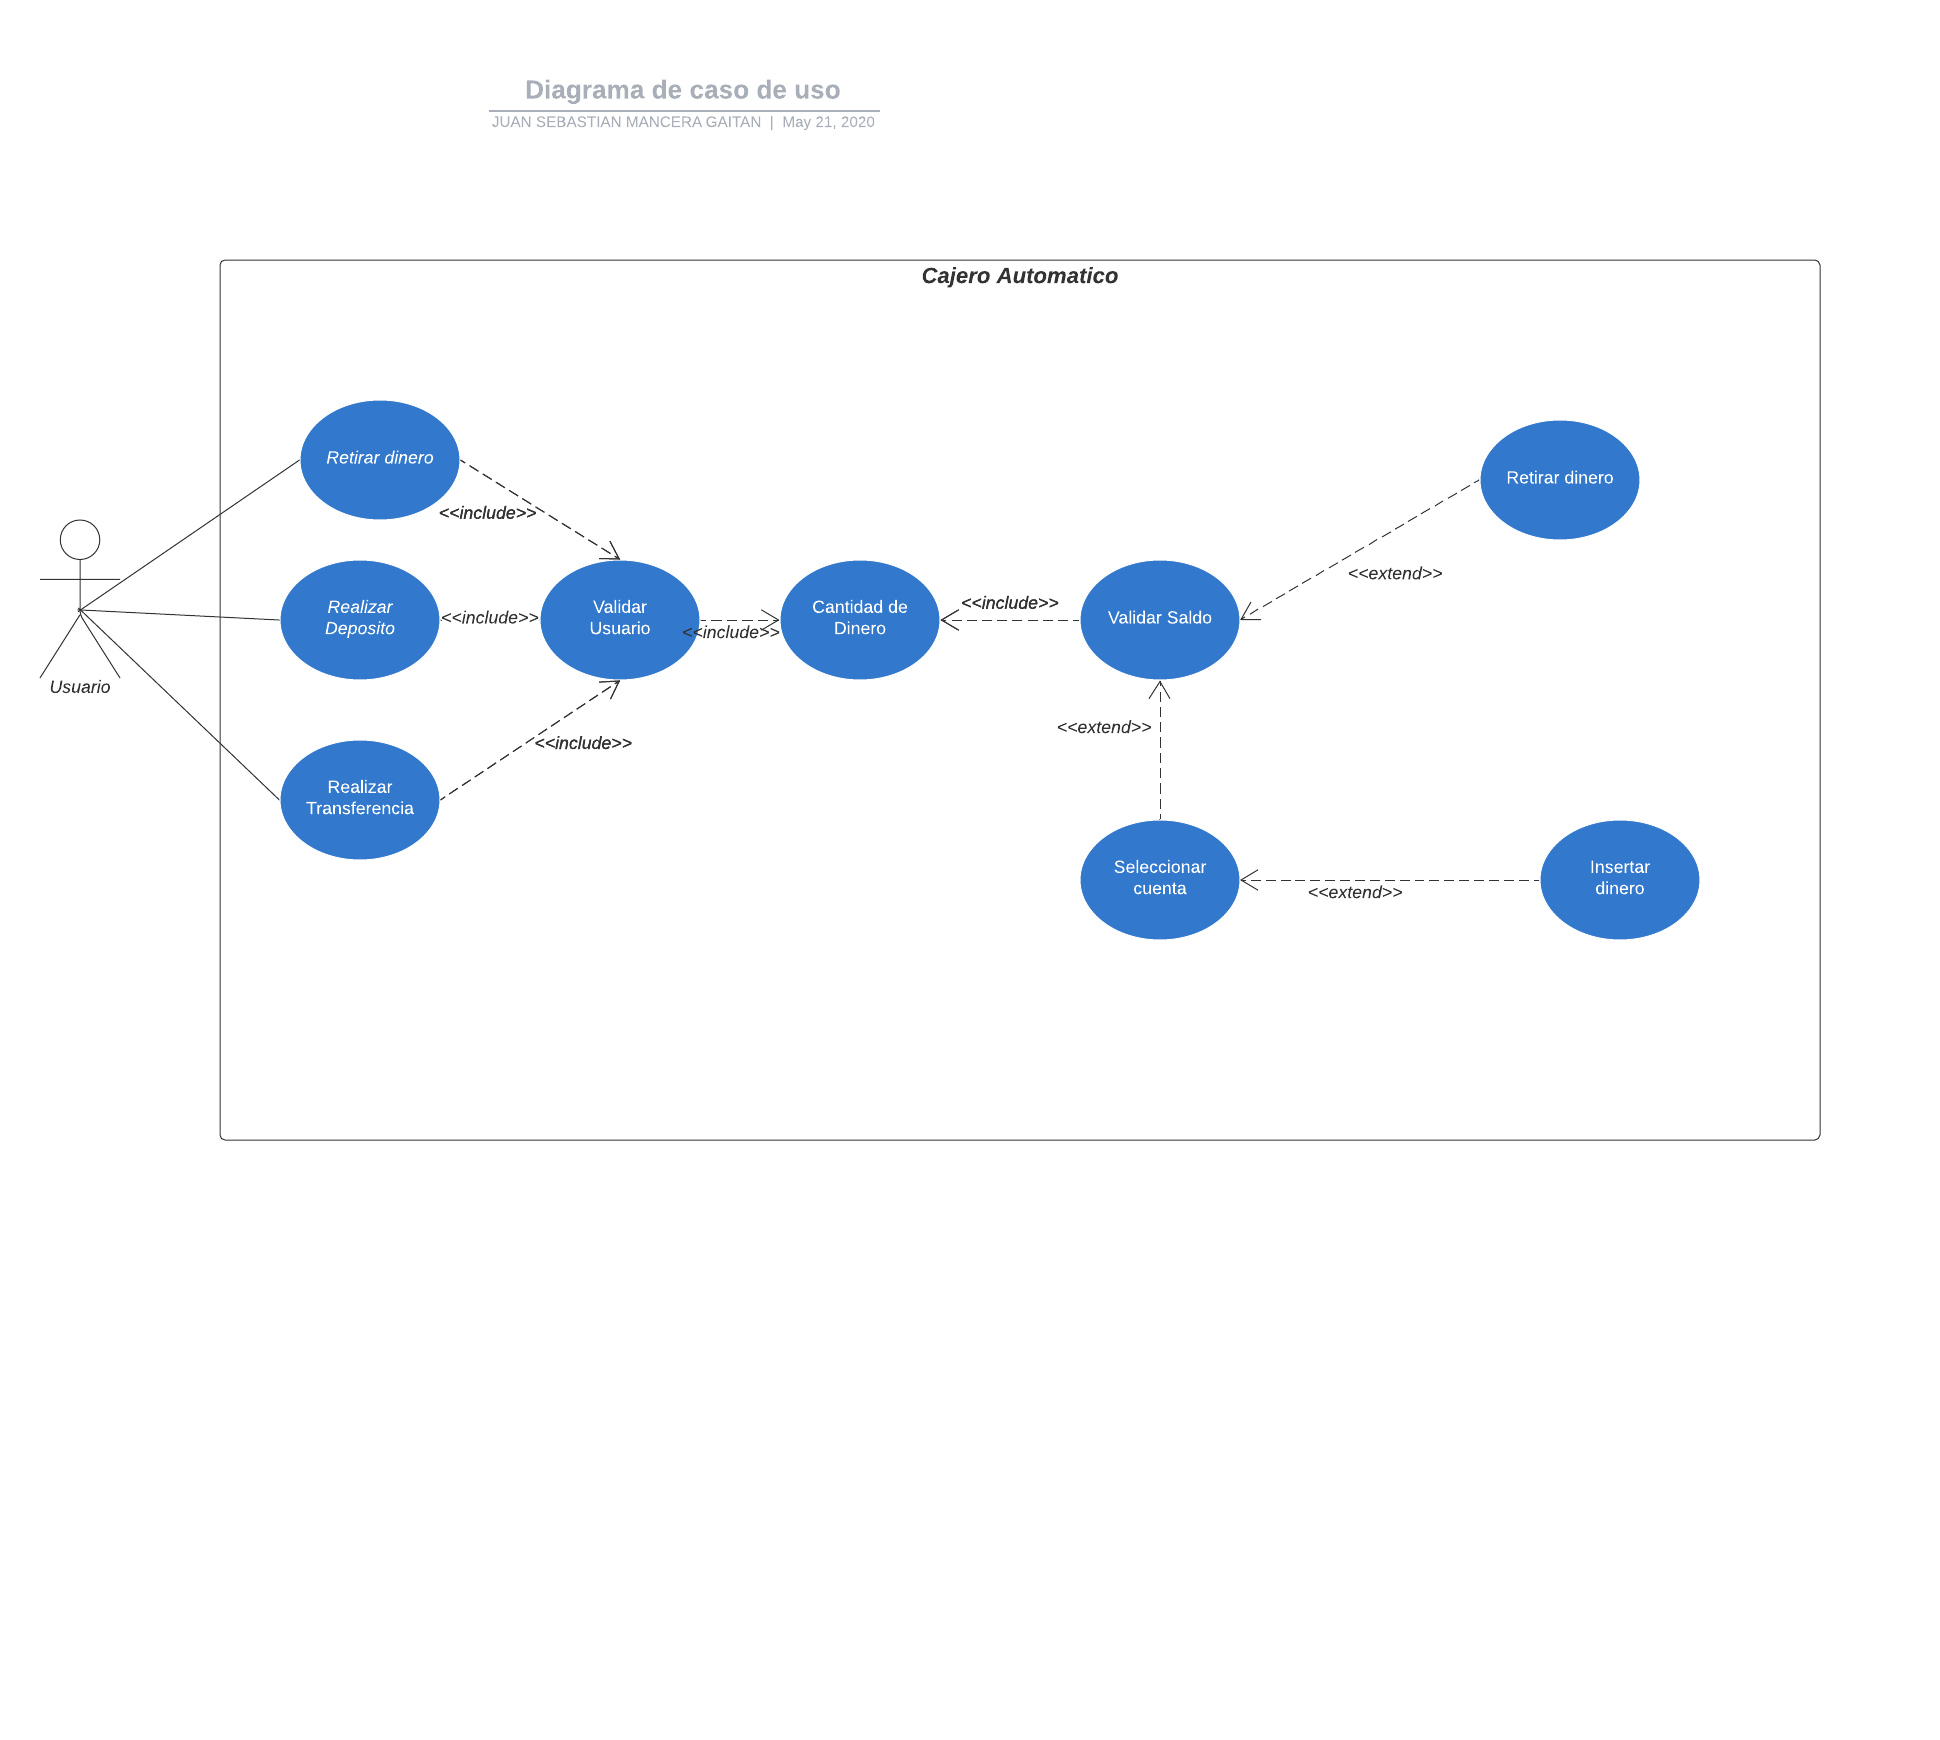 Diagrama de caso de uso
JUAN SEBASTIAN MANCERA GAITAN | May 21, 2020
Cajero Automatico
Retirar dinero
Retirar dinero
<<include>>
<<extend>>
Usuario
Realizar
Deposito
<<include>>
Validar
Usuario
<<include>>
Cantidad de
Dinero
<<include>>
Validar Saldo
<<include>>
<<extend>>
Realizar
Transferencia
Seleccionar
cuenta
<<extend>>
Insertar
dinero